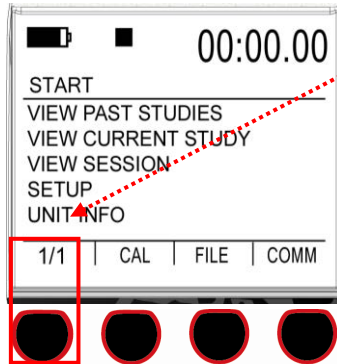 00:00.00
START
VIEW PAST STUDIES
VIEW CURRENT STUDY
VIEW SESSION
SETUP
UNIT INFO
1/1 CAL FILE COMM